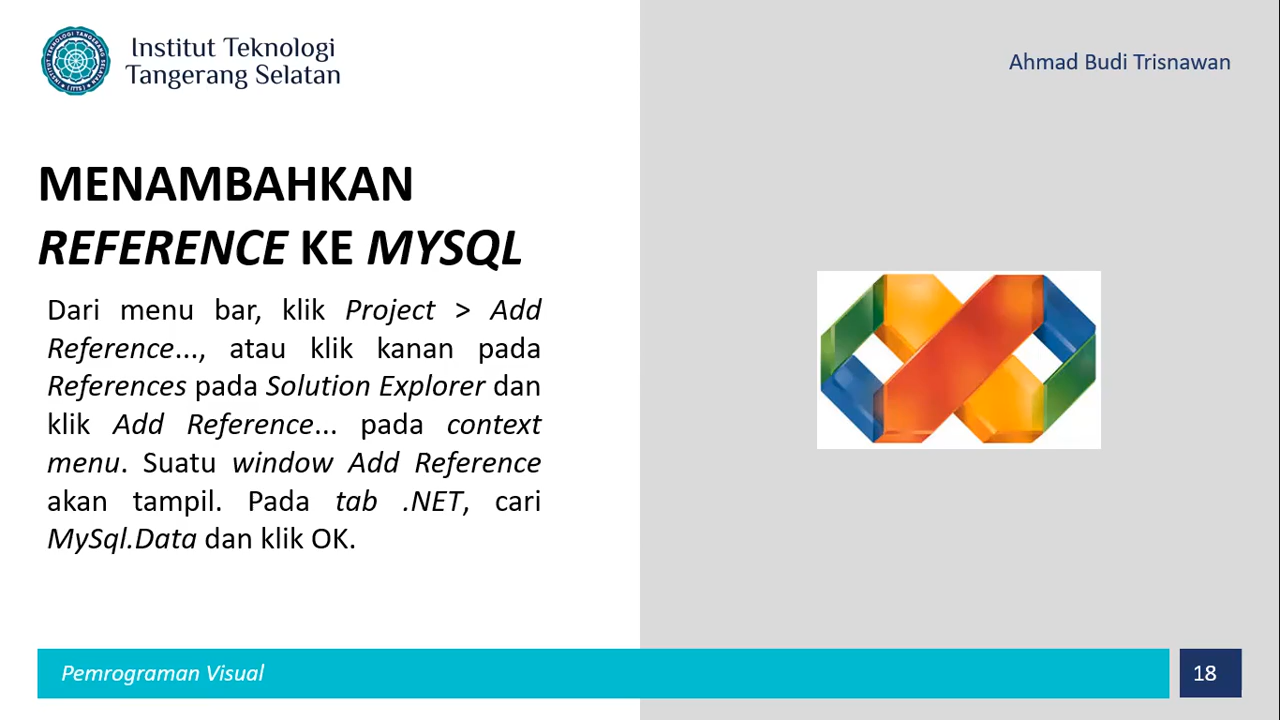 Institut Teknologi
Tangerang Selatan
Ahmad Budi Trisnawan
MENAMBAHKAN
REFERENCE KE MYSQL
Dari menu bar, klik Project > Add
Reference..., atau klik kanan pada
References pada Solution Explorer dan
klik Add Reference... pada context
menu. Suatu window Add Reference
akan tampil. Pada tab .NET, cari
MySql.Data dan klik OK.
Pemrograman Visual
18